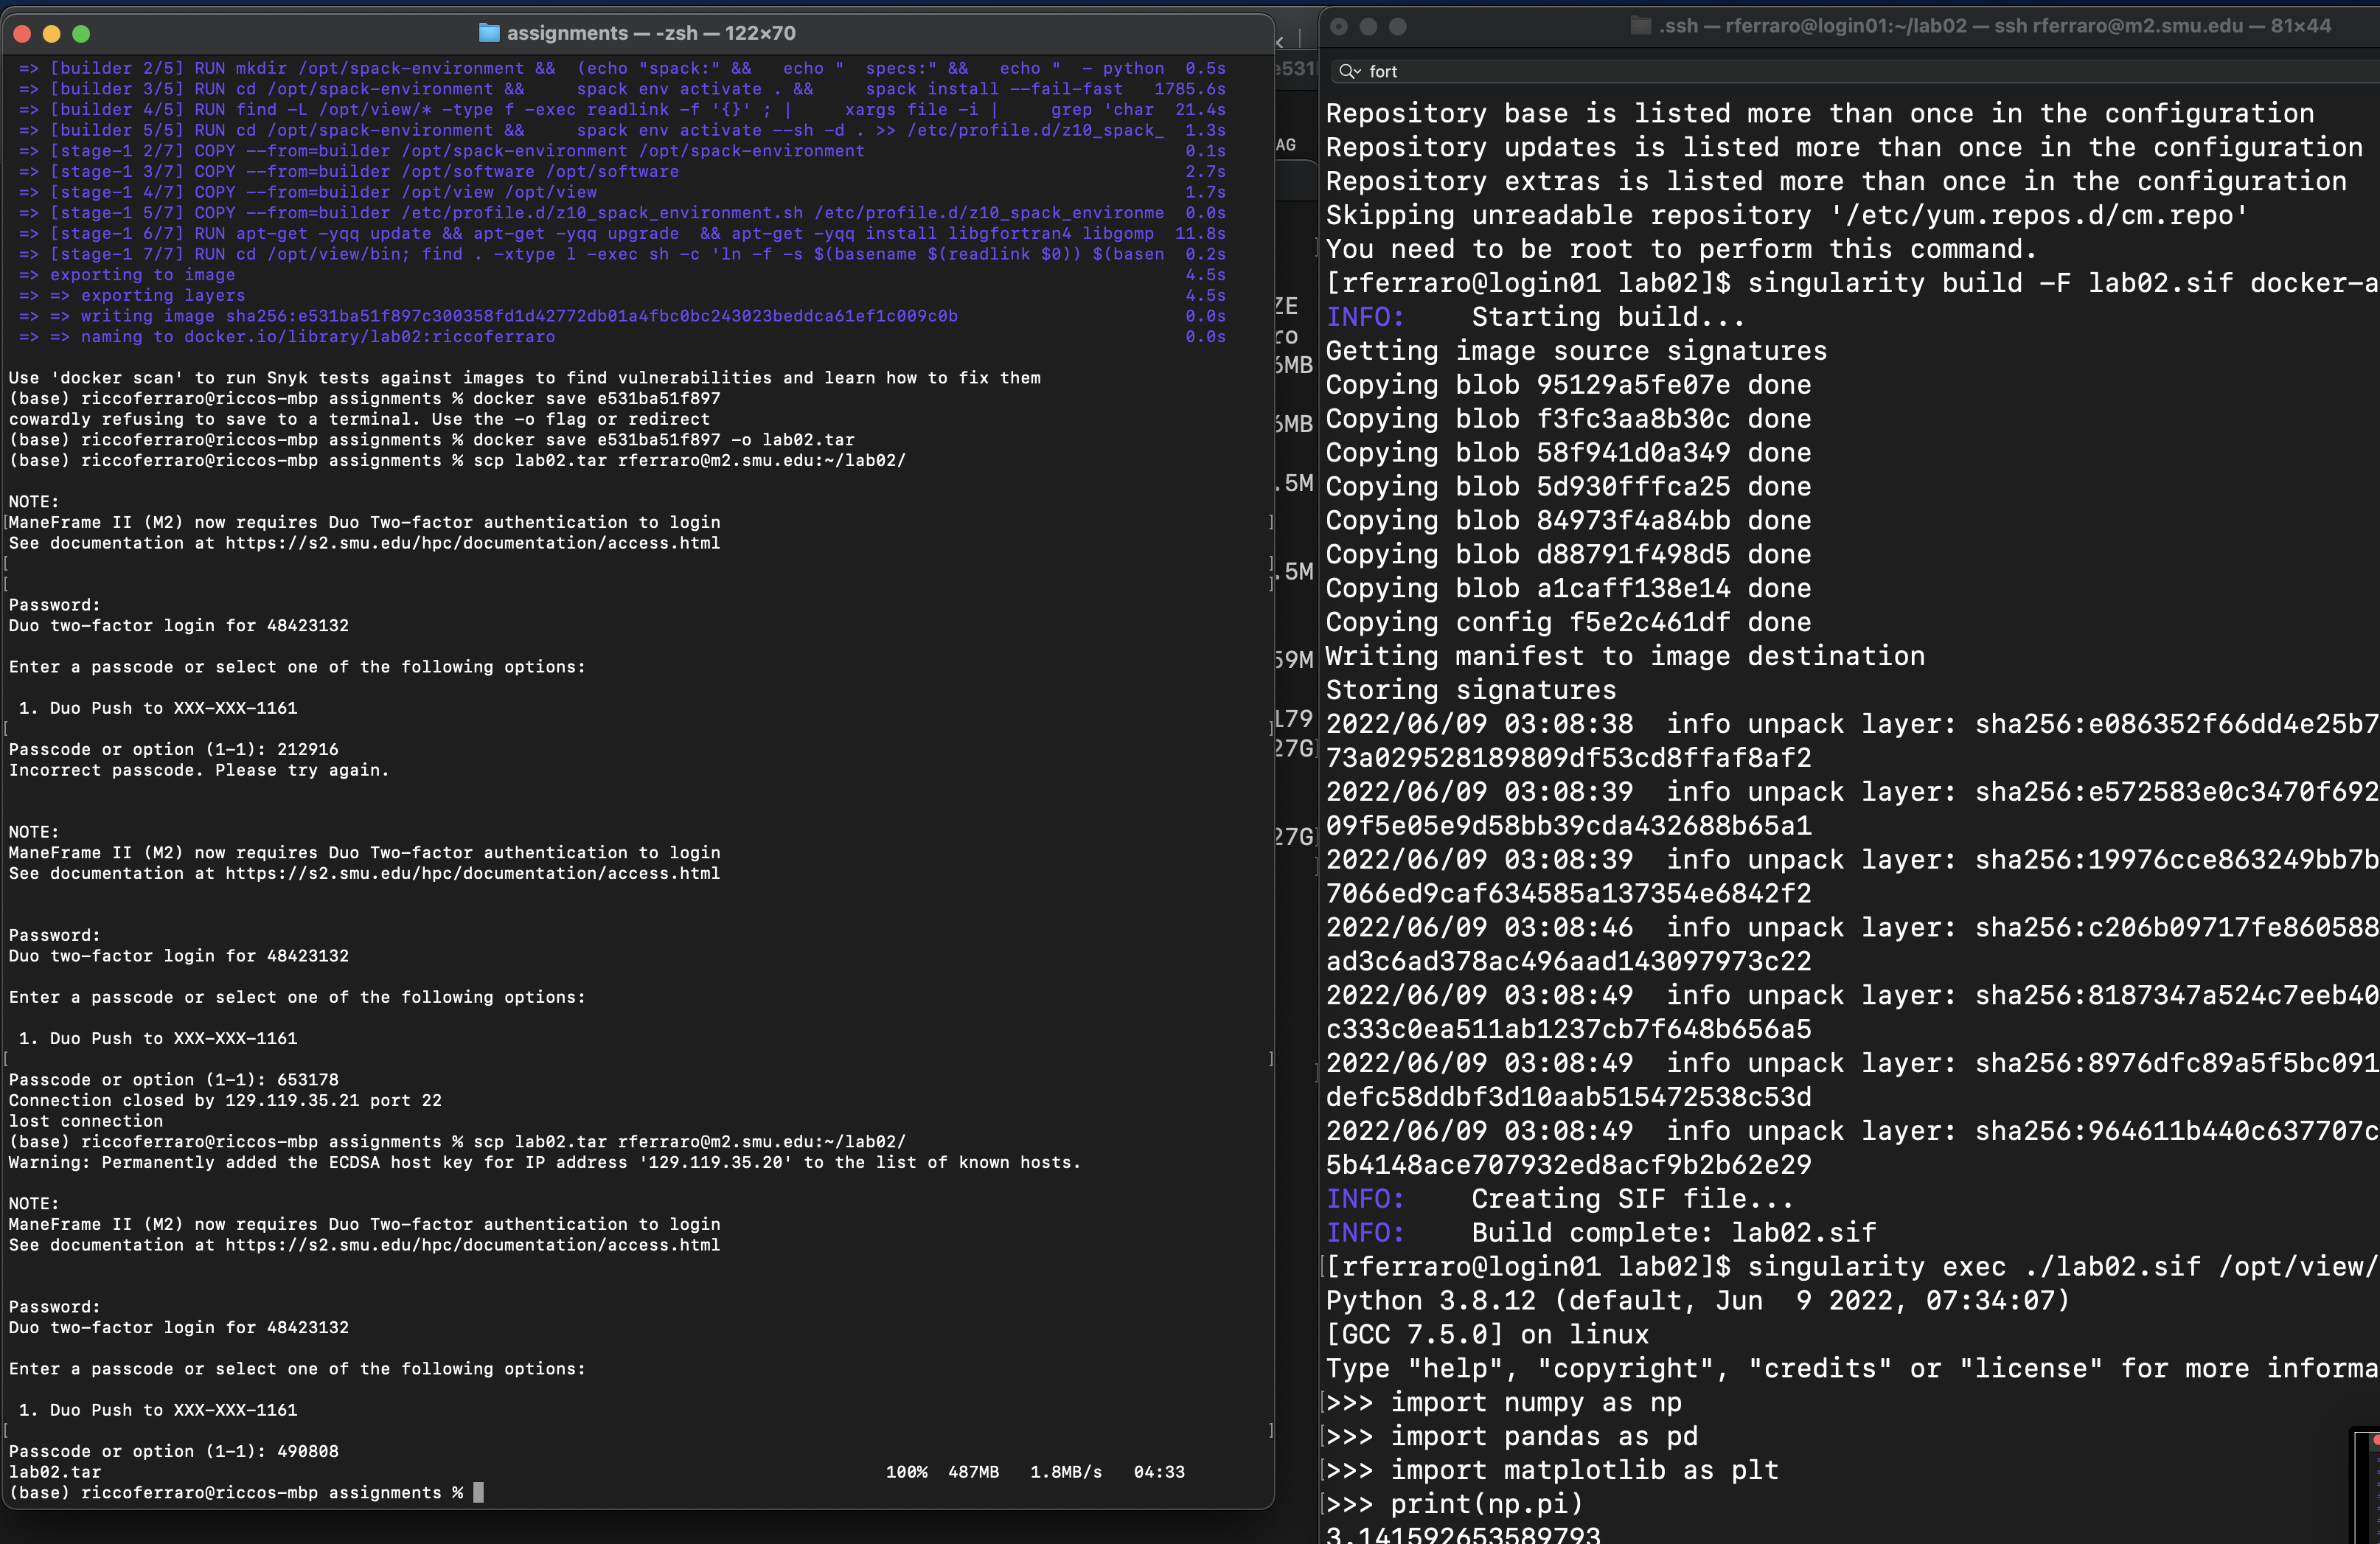 assignments — -zsh — 122×70
=> [builder 2/5] RUN mkdir /opt/spack-environment &&  (echo "spack:" &&   echo "  specs:" &&   echo "  - python  0.5s
=> [builder 3/5] RUN cd /opt/spack-environment &&     spack env activate . &&     spack install --fail-fast   1785.6s
=> [builder 4/5] RUN find -L /opt/view/* -type f -exec readlink -f '{}' ; |     xargs file -i |     grep 'char  21.4s
=> [builder 5/5] RUN cd /opt/spack-environment &&     spack env activate --sh -d . >> /etc/profile.d/z10_spack_  1.3s
=> [stage-1 2/7] COPY --from=builder /opt/spack-environment /opt/spack-environment  0.1s
=> [stage-1 3/7] COPY --from=builder /opt/software /opt/software  2.7s
=> [stage-1 4/7] COPY --from=builder /opt/view /opt/view  1.7s
=> [stage-1 5/7] COPY --from=builder /etc/profile.d/z10_spack_environment.sh /etc/profile.d/z10_spack_environme  0.0s
=> [stage-1 6/7] RUN apt-get -yqq update && apt-get -yqq upgrade  && apt-get -yqq install libgfortran4 libgomp  11.8s
=> [stage-1 7/7] RUN cd /opt/view/bin; find . -xtype l -exec sh -c 'ln -f -s $(basename $(readlink $0)) $(basen  0.2s
=> exporting to image  4.5s
=> => exporting layers  4.5s
=> => writing image sha256:e531ba51f897c300358fd1d42772db01a4fbc0bc243023beddca61ef1c009c0b  0.0s
=> => naming to docker.io/library/lab02:riccoferraro  0.0s
Use 'docker scan' to run Snyk tests against images to find vulnerabilities and learn how to fix them
(base) riccoferraro@riccos-mbp assignments % docker save e531ba51f897
cowardly refusing to save to a terminal. Use the -o flag or redirect
(base) riccoferraro@riccos-mbp assignments % docker save e531ba51f897 -o lab02.tar
(base) riccoferraro@riccos-mbp assignments % scp lab02.tar rferraro@m2.smu.edu:~/lab02/
NOTE:
ManeFrame II (M2) now requires Duo Two-factor authentication to login
See documentation at https://s2.smu.edu/hpc/documentation/access.html
Password:
Duo two-factor login for 48423132
Enter a passcode or select one of the following options:
1. Duo Push to XXX-XXX-1161
Passcode or option (1-1): 212916
Incorrect passcode. Please try again.
NOTE:
ManeFrame II (M2) now requires Duo Two-factor authentication to login
See documentation at https://s2.smu.edu/hpc/documentation/access.html
Password:
Duo two-factor login for 48423132
Enter a passcode or select one of the following options:
1. Duo Push to XXX-XXX-1161
Passcode or option (1-1): 653178
Connection closed by 129.119.35.21 port 22
lost connection
(base) riccoferraro@riccos-mbp assignments % scp lab02.tar rferraro@m2.smu.edu:~/lab02/
Warning: Permanently added the ECDSA host key for IP address '129.119.35.20' to the list of known hosts.
NOTE:
ManeFrame II (M2) now requires Duo Two-factor authentication to login
See documentation at https://s2.smu.edu/hpc/documentation/access.html
Password:
Duo two-factor login for 48423132
Enter a passcode or select one of the following options:
1. Duo Push to XXX-XXX-1161
Passcode or option (1-1): 490808
lab02.tar  100%  487MB  1.8MB/s  04:33
(base) riccoferraro@riccos-mbp assignments %
.ssh — rferraro@login01:~/lab02 — ssh rferraro@m2.smu.edu — 81×44
fort
Repository base is listed more than once in the configuration
Repository updates is listed more than once in the configuration
Repository extras is listed more than once in the configuration
Skipping unreadable repository '/etc/yum.repos.d/cm.repo'
You need to be root to perform this command.
[rferraro@login01 lab02]$ singularity build -F lab02.sif docker-a
INFO:    Starting build...
Getting image source signatures
Copying blob 95129a5fe07e done
Copying blob f3fc3aa8b30c done
Copying blob 58f941d0a349 done
Copying blob 5d930fffca25 done
Copying blob 84973f4a84bb done
Copying blob d88791f498d5 done
Copying blob a1caff138e14 done
Copying config f5e2c461df done
Writing manifest to image destination
Storing signatures
2022/06/09 03:08:38  info unpack layer: sha256:e086352f66dd4e25b7
73a029528189809df53cd8ffaf8af2
2022/06/09 03:08:39  info unpack layer: sha256:e572583e0c3470f692
09f5e05e9d58bb39cda432688b65a1
2022/06/09 03:08:39  info unpack layer: sha256:19976cce863249bb7b
7066ed9caf634585a137354e6842f2
2022/06/09 03:08:46  info unpack layer: sha256:c206b09717fe860588
ad3c6ad378ac496aad143097973c22
2022/06/09 03:08:49  info unpack layer: sha256:8187347a524c7eeb40
c333c0ea511ab1237cb7f648b656a5
2022/06/09 03:08:49  info unpack layer: sha256:8976dfc89a5f5bc091
defc58ddbf3d10aab515472538c53d
2022/06/09 03:08:49  info unpack layer: sha256:964611b440c637707c
5b4148ace707932ed8acf9b2b62e29
INFO:    Creating SIF file...
INFO:    Build complete: lab02.sif
[rferraro@login01 lab02]$ singularity exec ./lab02.sif /opt/view/
Python 3.8.12 (default, Jun  9 2022, 07:34:07)
[GCC 7.5.0] on linux
Type "help", "copyright", "credits" or "license" for more informa
>>> import numpy as np
>>> import pandas as pd
>>> import matplotlib as plt
>>> print(np.pi)
3.141592653589793